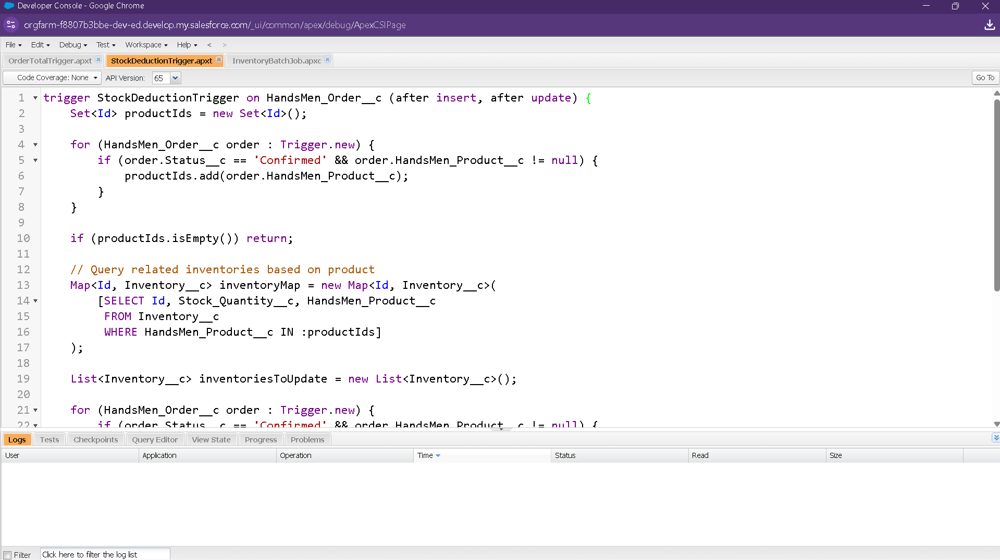 Developer Console - Google Chrome
orgfarm-f8807b3bbe-dev-ed.develop.my.salesforce.com/_ui/common/apex/debug/ApexCSIPage
File Edit Debug Test Workspace Help < >
OrderTotalTrigger.apxt StockDeductionTrigger.apxt InventoryBatchJob.apxc
Code Coverage: None API Version: 65 Go To
1 trigger StockDeductionTrigger on HandsMen_Order__c (after insert, after update) {
2     Set<Id> productIds = new Set<Id>();
3
4     for (HandsMen_Order__c order : Trigger.new) {
5         if (order.Status__c == 'Confirmed' && order.HandsMen_Product__c != null) {
6             productIds.add(order.HandsMen_Product__c);
7         }
8     }
9
10     if (productIds.isEmpty()) return;
11
12     // Query related inventories based on product
13     Map<Id, Inventory__c> inventoryMap = new Map<Id, Inventory__c>(
14         [SELECT Id, Stock_Quantity__c, HandsMen_Product__c
15          FROM Inventory__c
16          WHERE HandsMen_Product__c IN :productIds]
17     );
18
19     List<Inventory__c> inventoriesToUpdate = new List<Inventory__c>();
20
21     for (HandsMen_Order__c order : Trigger.new) {
22         if (order.Status__c == 'Confirmed' && order.HandsMen_Product__c != null) {
Logs Tests Checkpoints Query Editor View State Progress Problems
User Application Operation Time Status Read Size
Filter Click here to filter the log list